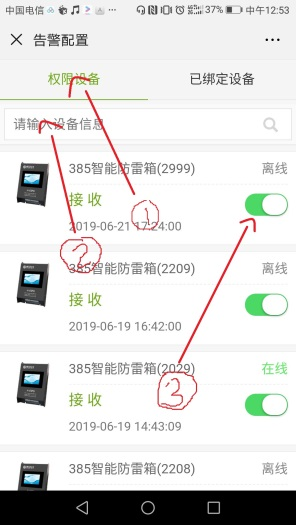 中国电信 37% 中午12:53
× 告警配置 ···
权限设备 已绑定设备
请输入设备信息
385智能防雷箱(2999) 离线
接收
2019-06-21 17:24:00
①
②
385智能防雷箱(2209) 离线
接收
2019-06-19 16:42:00
385智能防雷箱(2029) 在线
③
接收
2019-06-19 14:43:09
385智能防雷箱(2208) 离线